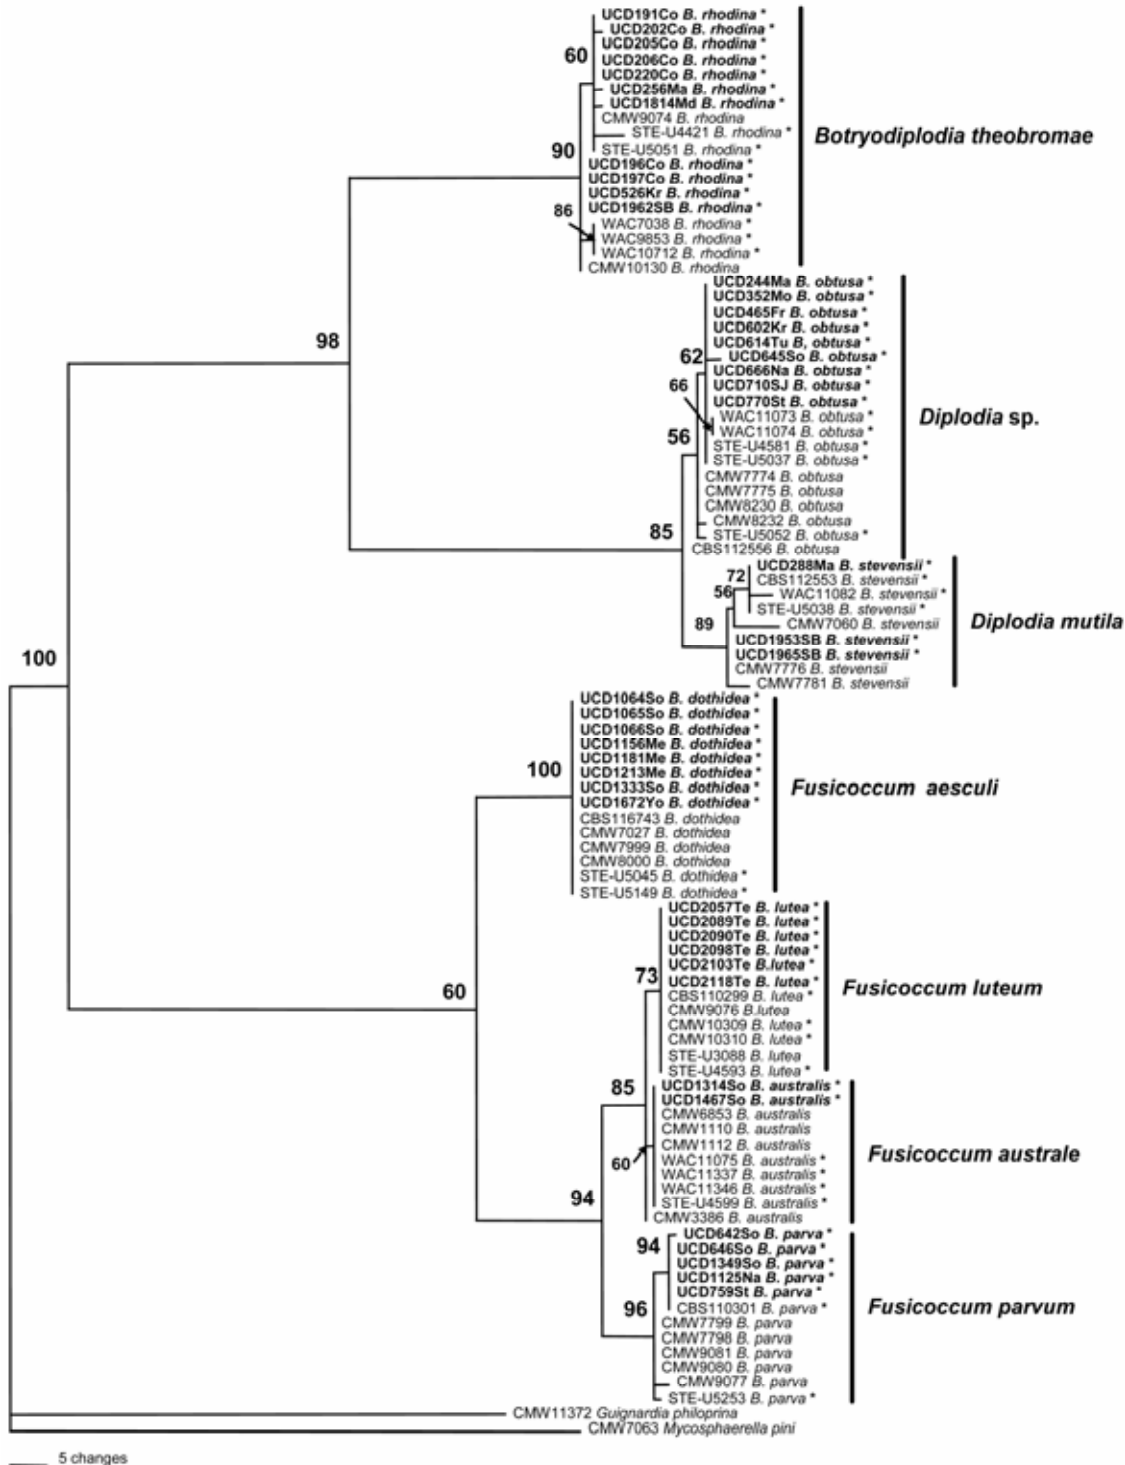 UCD191Co B. rhodina *
UCD202Co B. rhodina *
UCD205Co B. rhodina *
60
UCD206Co B. rhodina *
UCD220Co B. rhodina *
UCD256Ma B. rhodina *
UCD1814Md B. rhodina *
CMW9074 B. rhodina
STE-U4421 B. rhodina *
Botryodiplodia theobromae
STE-U5051 B. rhodina *
90
UCD196Co B. rhodina *
UCD197Co B. rhodina *
UCD526Kr B. rhodina *
UCD1962SB B. rhodina *
86
WAC7038 B. rhodina *
WAC9853 B. rhodina *
WAC10712 B. rhodina *
CMW10130 B. rhodina
UCD244Ma B. obtusa *
UCD352Mo B. obtusa *
UCD465Fr B. obtusa *
UCD602Kr B. obtusa *
98
UCD614Tu B, obtusa *
62
UCD645So B. obtusa *
UCD666Na B. obtusa *
66
UCD710SJ B. obtusa *
UCD770St B. obtusa *
WAC11073 B. obtusa *
Diplodia sp.
WAC11074 B. obtusa *
56
STE-U4581 B. obtusa *
STE-U5037 B. obtusa *
CMW7774 B. obtusa
CMW7775 B. obtusa
CMW8230 B. obtusa
CMW8232 B. obtusa
85
STE-U5052 B. obtusa *
CBS112556 B. obtusa
UCD288Ma B. stevensii *
72
CBS112553 B. stevensii *
56
WAC11082 B. stevensii *
STE-U5038 B. stevensii *
89
CMW7060 B. stevensii
Diplodia mutila
UCD1953SB B. stevensii *
UCD1965SB B. stevensii *
100
CMW7776 B. stevensii
CMW7781 B. stevensii
UCD1064So B. dothidea *
UCD1065So B. dothidea *
UCD1066So B. dothidea *
UCD1156Me B. dothidea *
UCD1181Me B. dothidea *
100
UCD1213Me B. dothidea *
UCD1333So B. dothidea *
Fusicoccum aesculi
UCD1672Yo B. dothidea *
CBS116743 B. dothidea
CMW7027 B. dothidea
CMW7999 B. dothidea
CMW8000 B. dothidea
STE-U5045 B. dothidea *
STE-U5149 B. dothidea *
UCD2057Te B. lutea *
UCD2089Te B. lutea *
UCD2090Te B. lutea *
UCD2098Te B. lutea *
UCD2103Te B.lutea *
73
UCD2118Te B. lutea *
60
Fusicoccum luteum
CBS110299 B. lutea *
CMW9076 B.lutea
CMW10309 B. lutea *
CMW10310 B. lutea *
STE-U3088 B. lutea
STE-U4593 B. lutea *
85
UCD1314So B. australis *
UCD1467So B. australis *
CMW6853 B. australis
CMW1110 B. australis
CMW1112 B. australis
Fusicoccum australe
60
WAC11075 B. australis *
WAC11337 B. australis *
WAC11346 B. australis *
94
STE-U4599 B. australis *
CMW3386 B. australis
UCD642So B. parva *
94
UCD646So B. parva *
UCD1349So B. parva *
UCD1125Na B. parva *
UCD759St B. parva *
96
CBS110301 B. parva *
Fusicoccum parvum
CMW7799 B. parva
CMW7798 B. parva
CMW9081 B. parva
CMW9080 B. parva
CMW9077 B. parva
STE-U5253 B. parva *
CMW11372 Guignardia philoprina
CMW7063 Mycosphaerella pini
5 changes